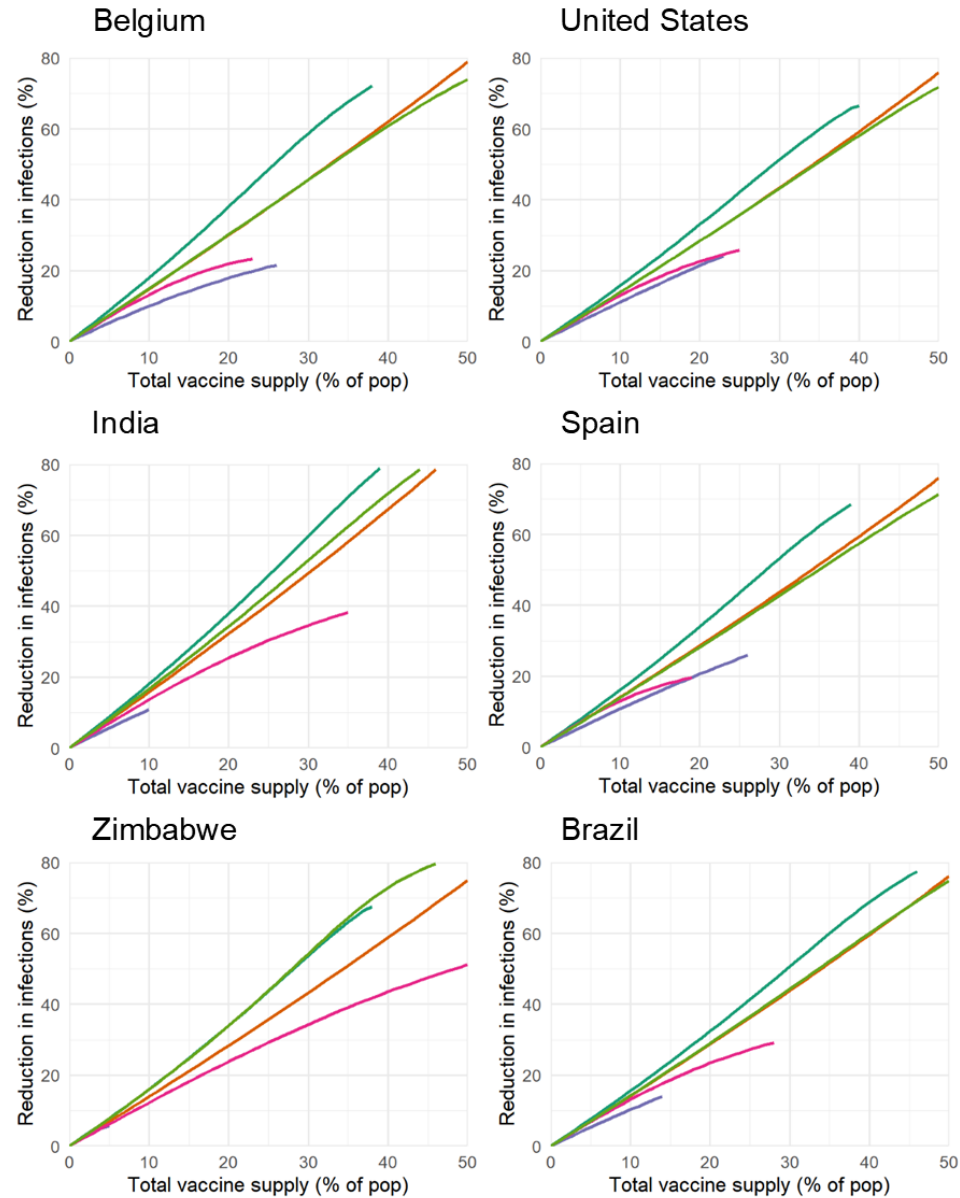 Belgium
United States
80
60
40
20
0
Reduction in infections (%)
0 10 20 30 40 50
Total vaccine supply (% of pop)
80
60
40
20
0
Reduction in infections (%)
0 10 20 30 40 50
Total vaccine supply (% of pop)
India
Spain
80
60
40
20
0
Reduction in infections (%)
0 10 20 30 40 50
Total vaccine supply (% of pop)
80
60
40
20
0
Reduction in infections (%)
0 10 20 30 40 50
Total vaccine supply (% of pop)
Zimbabwe
Brazil
80
60
40
20
0
Reduction in infections (%)
0 10 20 30 40 50
Total vaccine supply (% of pop)
80
60
40
20
0
Reduction in infections (%)
0 10 20 30 40 50
Total vaccine supply (% of pop)